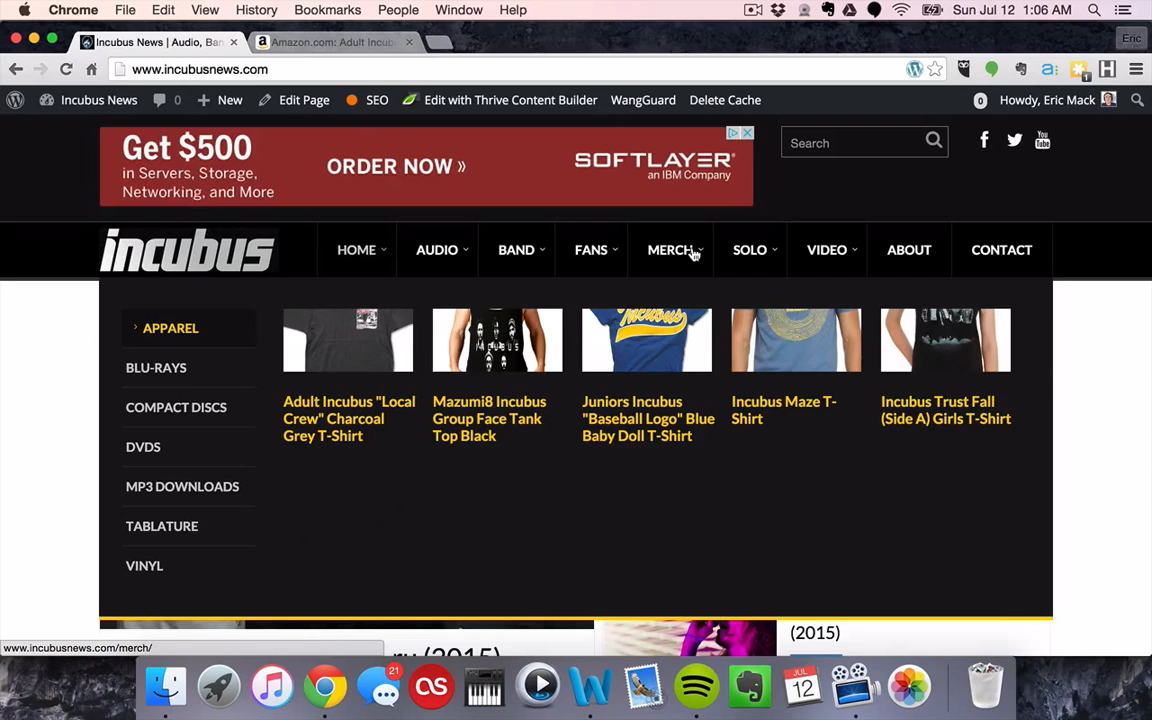 Chrome File Edit View History Bookmarks People Window Help Sun Jul 12 1:06 AM
Incubus News | Audio, Ban Amazon.com: Adult Incub Eric
www.incubusnews.com
Incubus News 0 New Edit Page SEO Edit with Thrive Content Builder WangGuard Delete Cache 0 Howdy, Eric Mack
Get $500
in Servers, Storage,
Networking, and More
ORDER NOW »
SOFTLAYER®
an IBM Company
Search
f You Tube
incubus HOME AUDIO BAND FANS MERCH SOLO VIDEO ABOUT CONTACT
APPAREL
BLU-RAYS
COMPACT DISCS
DVDS
MP3 DOWNLOADS
TABLATURE
VINYL
Adult Incubus "Local
Crew" Charcoal
Grey T-Shirt
Mazumi8 Incubus
Group Face Tank
Top Black
Juniors Incubus
"Baseball Logo" Blue
Baby Doll T-Shirt
Incubus Maze T-
Shirt
Incubus Trust Fall
(Side A) Girls T-Shirt
(2015)
(2015)
www.incubusnews.com/merch/
21
JUL
12